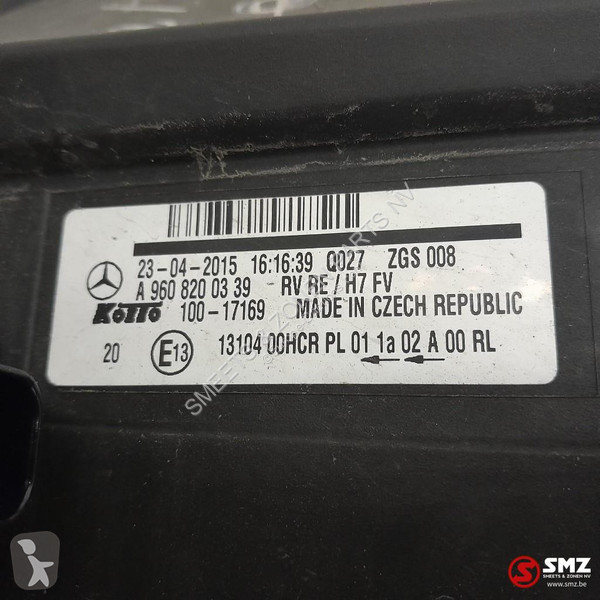 23-04-2015 16:16:39 Q027 ZGS 008
A 960 820 03 39 RV RE / H7 FV
100-17169 MADE IN CZECH REPUBLIC
20 E13 13104 00HCR PL 01 1a 02 A 00 RL
SMEETS & ZONEN PARTS NV
SMZ
SMEETS & ZONEN NV
www.smz.be